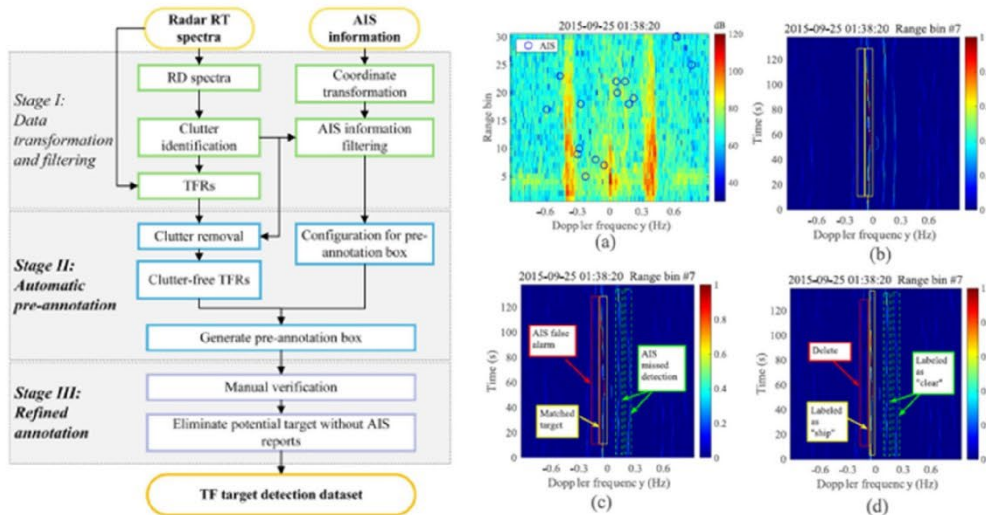 Radar RT
spectra
AIS
information
Stage I:
Data
transformation
and filtering
RD spectra
Coordinate
transformation
Clutter
identification
AIS information
filtering
TFRs
Stage II:
Automatic
pre-annotation
Clutter removal
Configuration for pre-
annotation box
Clutter-free TFRs
Generate pre-annotation box
Stage III:
Refined
annotation
Manual verification
Eliminate potential target without AIS
reports
TF target detection dataset
2015-09-25 01:38:20
dB
AIS
Range bin
30
25
20
15
10
5
120
100
80
60
40
-0.6 -0.3 0 0.3 0.6
Doppler frequency (Hz)
(a)
2015-09-25 01:38:20 Range bin #7
Time (s)
120
100
80
60
40
20
0
1
0.8
0.6
0.4
0.2
0
-0.6 -0.3 0 0.3 0.6
Doppler frequency (Hz)
(b)
2015-09-25 01:38:20 Range bin #7
Time (s)
120
100
80
60
40
20
0
AIS false
alarm
AIS
missed
detection
Matched
target
1
0.8
0.6
0.4
0.2
0
-0.6 -0.3 0 0.3 0.6
Doppler frequency (Hz)
(c)
2015-09-25 01:38:20 Range bin #7
Time (s)
120
100
80
60
40
20
0
Delete
Labeled
as
"clear"
Labeled
as
"ship"
-0.6 -0.3 0 0.3 0.6
Doppler frequency (Hz)
(d)